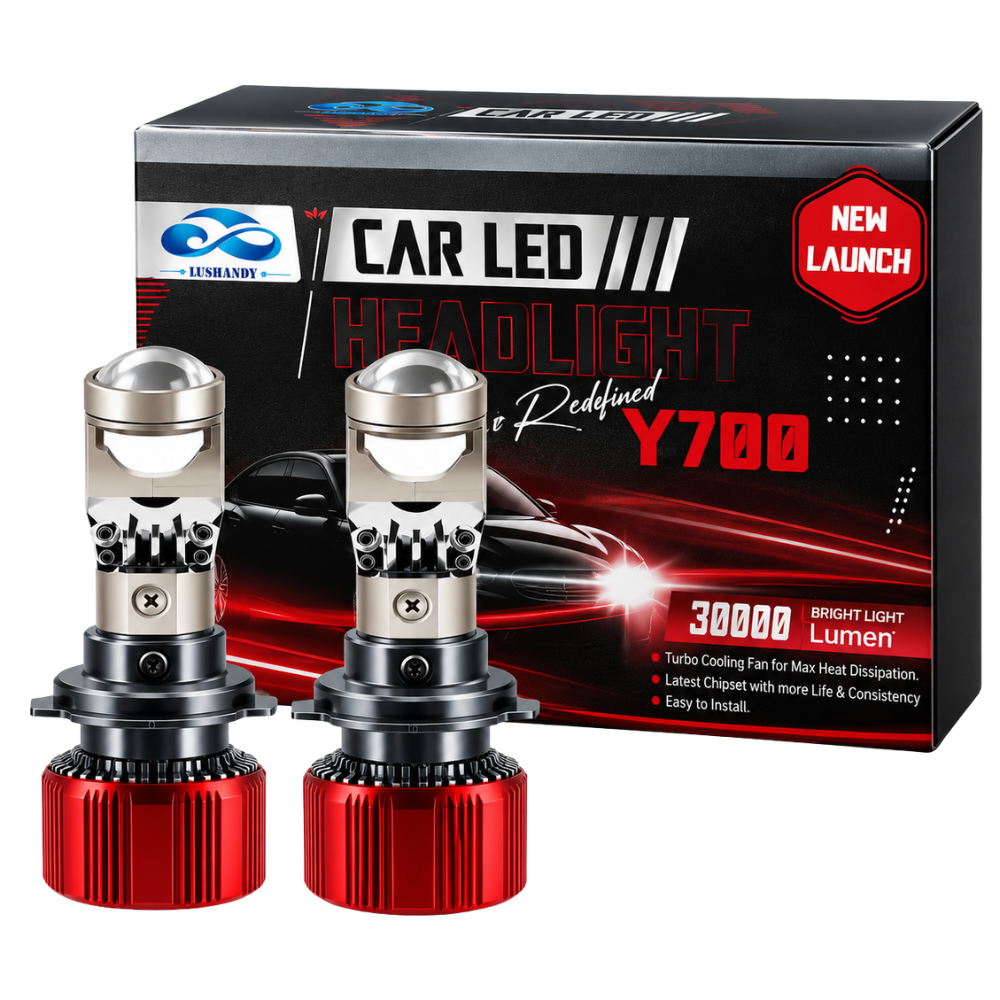 CAR LED
LUSHANDY
CAR LED
HEADLIGHT
Redefined
Y700
NEW
LAUNCH
30000
BRIGHT LIGHT
Lumen
Turbo Cooling Fan for Max Heat Dissipation.
Latest Chipset with more Life & Consistency
Easy to Install.